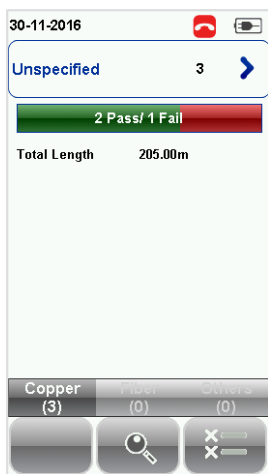 30-11-2016
Unspecified 3
2 Pass/ 1 Fail
Total Length 205.00m
Copper Fiber Others
(3) (0) (0)